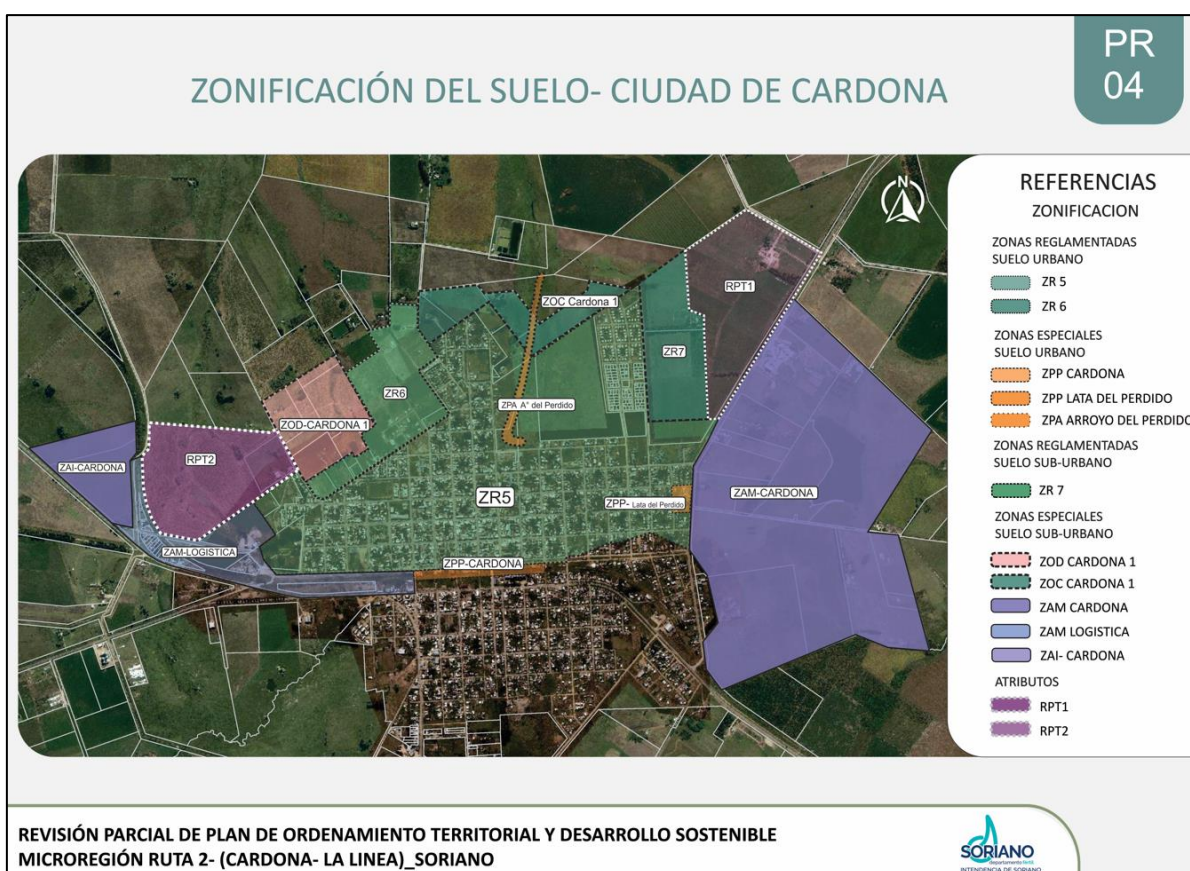 PR
04
ZONIFICACIÓN DEL SUELO- CIUDAD DE CARDONA
N
ZOC Cardona 1
RPT1
ZR7
ZR6
ZPA A° del Perdido
ZOD-CARDONA 1
RPT2
ZAI-CARDONA
ZR5
ZPP- Lata del Perdido
ZAM-CARDONA
ZAM-LOGISTICA
ZPP-CARDONA
REFERENCIAS
ZONIFICACION
ZONAS REGLAMENTADAS
SUELO URBANO
ZR 5
ZR 6
ZONAS ESPECIALES
SUELO URBANO
ZPP CARDONA
ZPP LATA DEL PERDIDO
ZPA ARROYO DEL PERDIDO
ZONAS REGLAMENTADAS
SUELO SUB-URBANO
ZR 7
ZONAS ESPECIALES
SUELO SUB-URBANO
ZOD CARDONA 1
ZOC CARDONA 1
ZAM CARDONA
ZAM LOGISTICA
ZAI- CARDONA
ATRIBUTOS
RPT1
RPT2
REVISIÓN PARCIAL DE PLAN DE ORDENAMIENTO TERRITORIAL Y DESARROLLO SOSTENIBLE
MICROREGIÓN RUTA 2- (CARDONA- LA LINEA)_SORIANO
SORIANO
departamento fértil
INTENDENCIA DE SORIANO